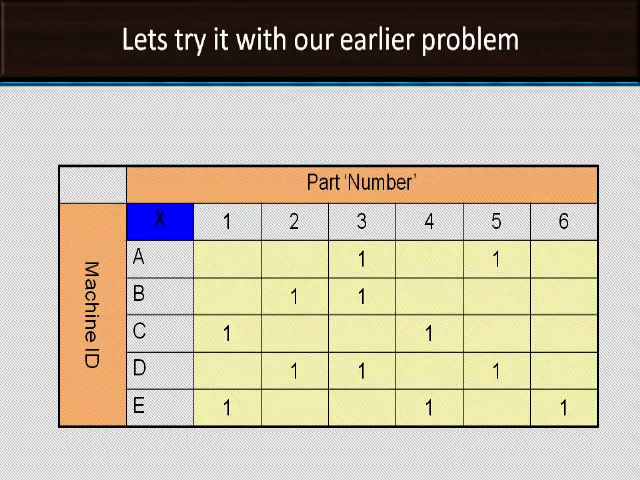 Lets try it with our earlier problem
Part ‘Number’
Machine ID
X 1 2 3 4 5 6
A 1 1
B 1 1
C 1 1
D 1 1 1
E 1 1 1